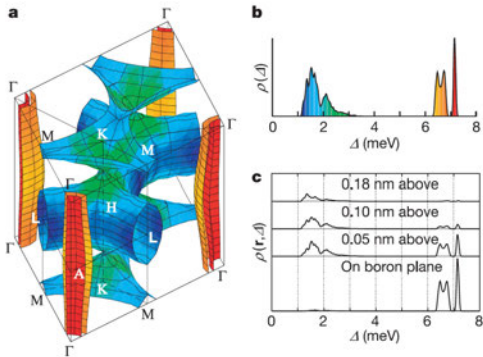 a
Γ
Γ
Γ
M
K
M
Γ
Γ
L
H
L
A
M
K
M
Γ
Γ
b
ρ(Δ)
0 2 4 6 8
Δ (meV)
c
0.18 nm above
0.10 nm above
0.05 nm above
On boron plane
ρ(r,Δ)
0 2 4 6 8
Δ (meV)